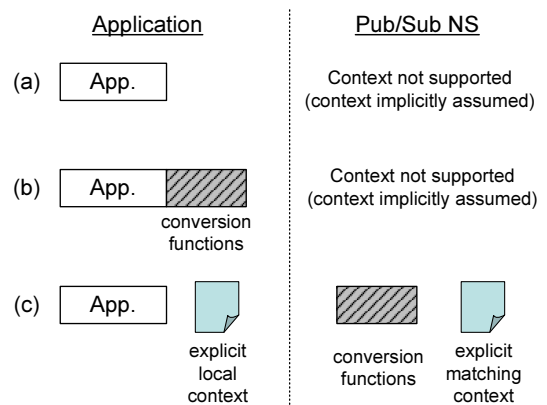 Application
Pub/Sub NS
(a)
App.
Context not supported
(context implicitly assumed)
(b)
App.
conversion
functions
Context not supported
(context implicitly assumed)
(c)
App.
explicit
local
context
conversion
functions
explicit
matching
context